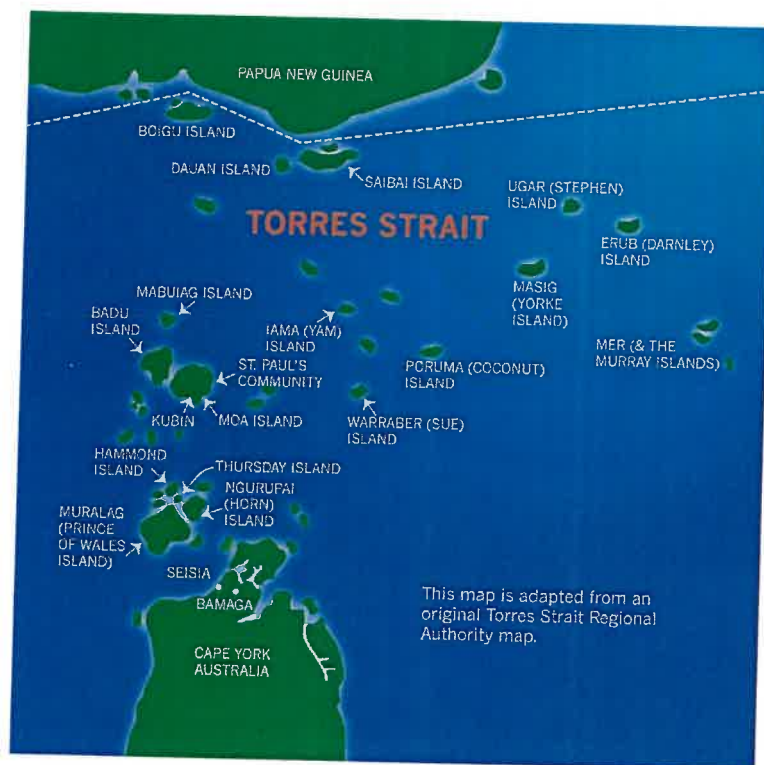 PAPUA NEW GUINEA
BOIGU ISLAND
DAUAN ISLAND
SAIBAI ISLAND
UGAR (STEPHEN)
ISLAND
TORRES STRAIT
ERUB (DARNLEY)
ISLAND
MASIG
(YORKE
ISLAND)
MABUIAG ISLAND
BADU
ISLAND
IAMA (YAM)
ISLAND
MER (& THE
MURRAY ISLANDS)
ST. PAUL'S
COMMUNITY
PORUMA (COCONUT)
ISLAND
KUBIN
MOA ISLAND
WARRABER (SUE)
ISLAND
HAMMOND
ISLAND
THURSDAY ISLAND
NGURUPAI
(HORN)
ISLAND
MURALAG
(PRINCE
OF WALES
ISLAND)
SEISIA
BAMAGA
This map is adapted from an
original Torres Strait Regional
Authority map.
CAPE YORK
AUSTRALIA